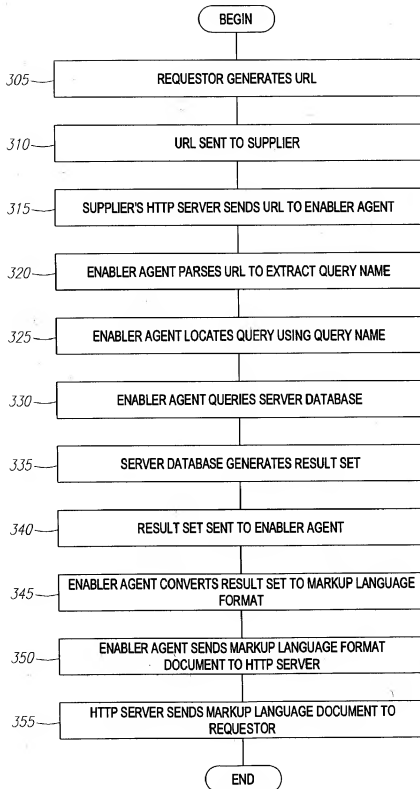 BEGIN
305 REQUESTOR GENERATES URL
310 URL SENT TO SUPPLIER
315 SUPPLIER'S HTTP SERVER SENDS URL TO ENABLER AGENT
320 ENABLER AGENT PARSES URL TO EXTRACT QUERY NAME
325 ENABLER AGENT LOCATES QUERY USING QUERY NAME
330 ENABLER AGENT QUERIES SERVER DATABASE
335 SERVER DATABASE GENERATES RESULT SET
340 RESULT SET SENT TO ENABLER AGENT
345 ENABLER AGENT CONVERTS RESULT SET TO MARKUP LANGUAGE
FORMAT
350 ENABLER AGENT SENDS MARKUP LANGUAGE FORMAT
DOCUMENT TO HTTP SERVER
355 HTTP SERVER SENDS MARKUP LANGUAGE DOCUMENT TO
REQUESTOR
END